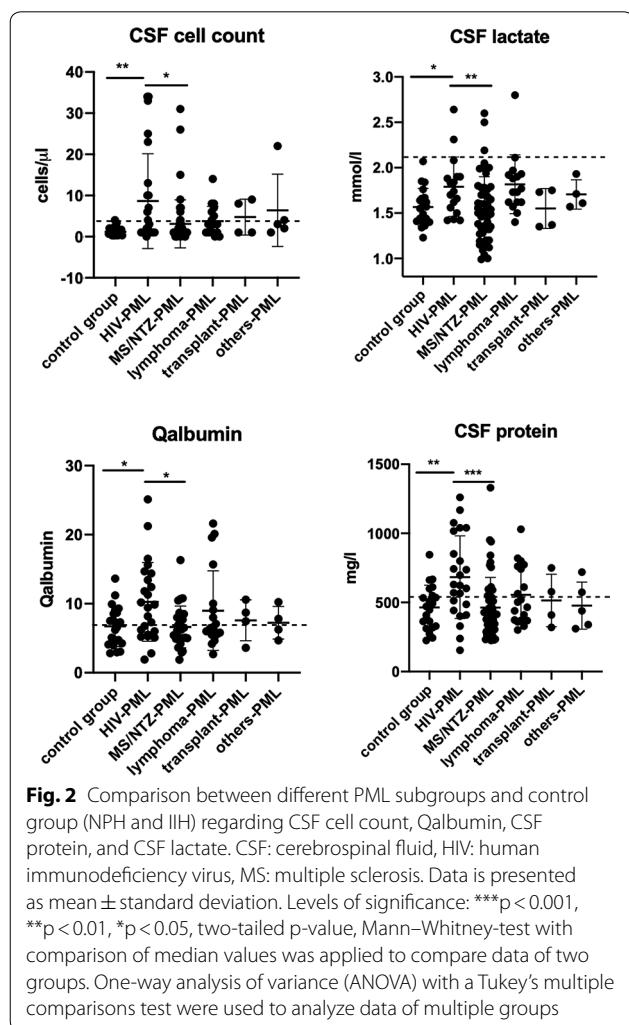 CSF cell count
** *
cells/µl
40
30
20
10
0
-10
control group
HIV-PML
MS/NTZ-PML
lymphoma-PML
transplant-PML
others-PML
CSF lactate
* **
mmol/l
3.0
2.5
2.0
1.5
1.0
control group
HIV-PML
MS/NTZ-PML
lymphoma-PML
transplant-PML
others-PML
Qalbumin
* *
Qalbumin
30
20
10
0
control group
HIV-PML
MS/NTZ-PML
lymphoma-PML
transplant-PML
others-PML
CSF protein
** ***
mg/l
1500
1000
500
0
control group
HIV-PML
MS/NTZ-PML
lymphoma-PML
transplant-PML
others-PML
Fig. 2 Comparison between different PML subgroups and control
group (NPH and IIH) regarding CSF cell count, Qalbumin, CSF
protein, and CSF lactate. CSF: cerebrospinal fluid, HIV: human
immunodeficiency virus, MS: multiple sclerosis. Data is presented
as mean ± standard deviation. Levels of significance: ***p < 0.001,
**p < 0.01, *p < 0.05, two-tailed p-value, Mann–Whitney-test with
comparison of median values was applied to compare data of two
groups. One-way analysis of variance (ANOVA) with a Tukey's multiple
comparisons test were used to analyze data of multiple groups